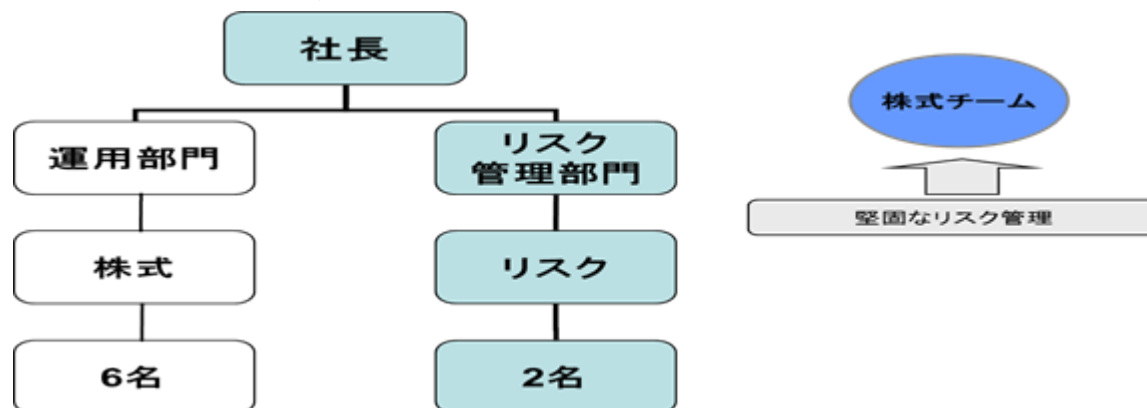 社長
運用部門
リスク
管理部門
株式
リスク
6名
2名
株式チーム
堅固なリスク管理